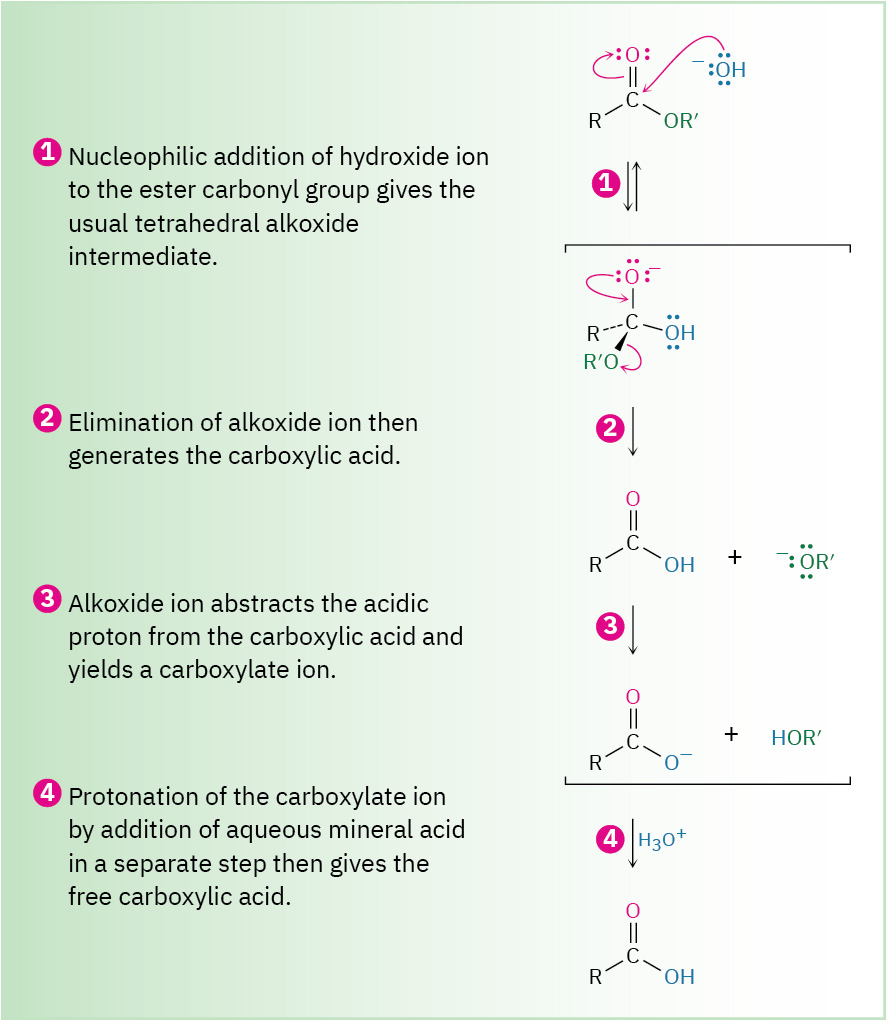 O
− OH
C
R OR′
1 Nucleophilic addition of hydroxide ion
to the ester carbonyl group gives the
usual tetrahedral alkoxide
intermediate.
1
O −
C
R OH
R′O
2 Elimination of alkoxide ion then
generates the carboxylic acid.
2
O
C
R OH + − OR′
3 Alkoxide ion abstracts the acidic
proton from the carboxylic acid and
yields a carboxylate ion.
3
O
C
R O− + HOR′
4 Protonation of the carboxylate ion
by addition of aqueous mineral acid
in a separate step then gives the
free carboxylic acid.
4 H₃O⁺
O
C
R OH